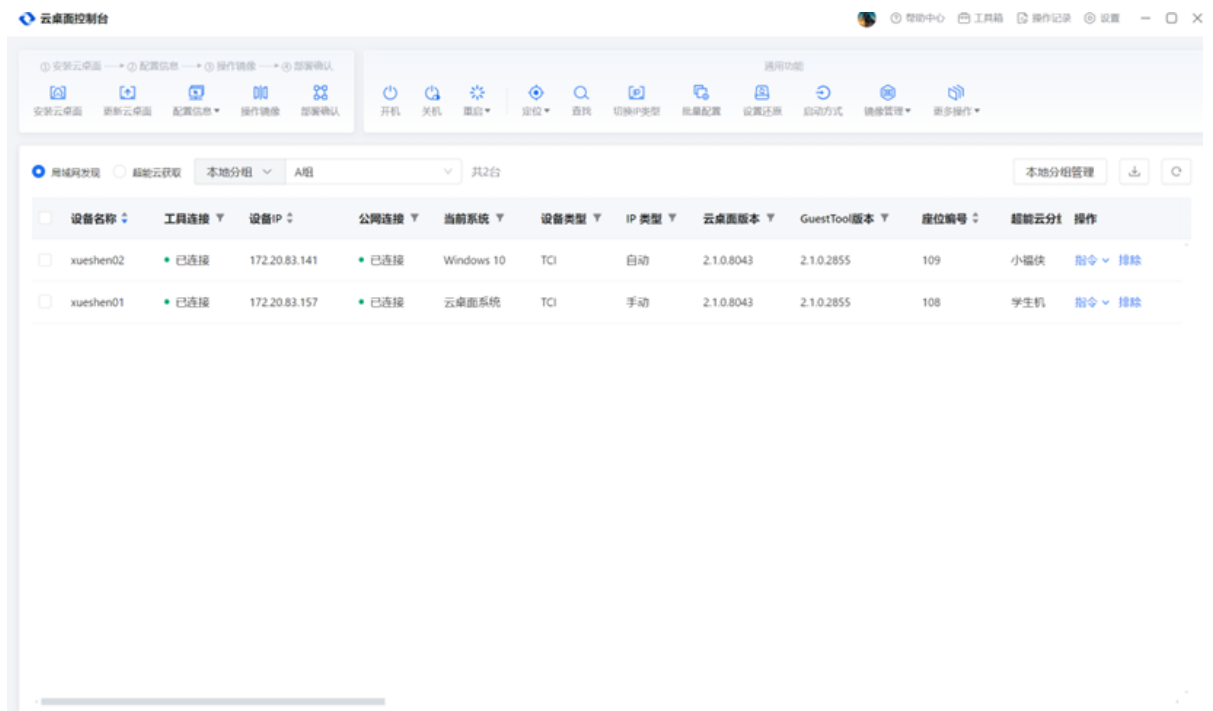 云桌面控制台
帮助中心 工具箱 操作记录 设置
① 安装云桌面 ② 配置信息 ③ 操作镜像 ④ 部署确认
通用功能
安装云桌面 更新云桌面 配置信息 操作镜像 部署确认 开机 关机 重启 定位 查找 切换IP类型 批量配置 设置还原 启动方式 镜像管理 更多操作
局域网发现 超能云获取 本地分组 A组 共2台 本地分组管理
设备名称 工具连接 设备IP 公网连接 当前系统 设备类型 IP 类型 云桌面版本 GuestTool版本 座位编号 超能云分 操作
xueshen02 已连接 172.20.83.141 已连接 Windows 10 TCI 自动 2.1.0.8043 2.1.0.2855 109 小福侠 指令 排除
xueshen01 已连接 172.20.83.157 已连接 云桌面系统 TCI 手动 2.1.0.8043 2.1.0.2855 108 学生机 指令 排除